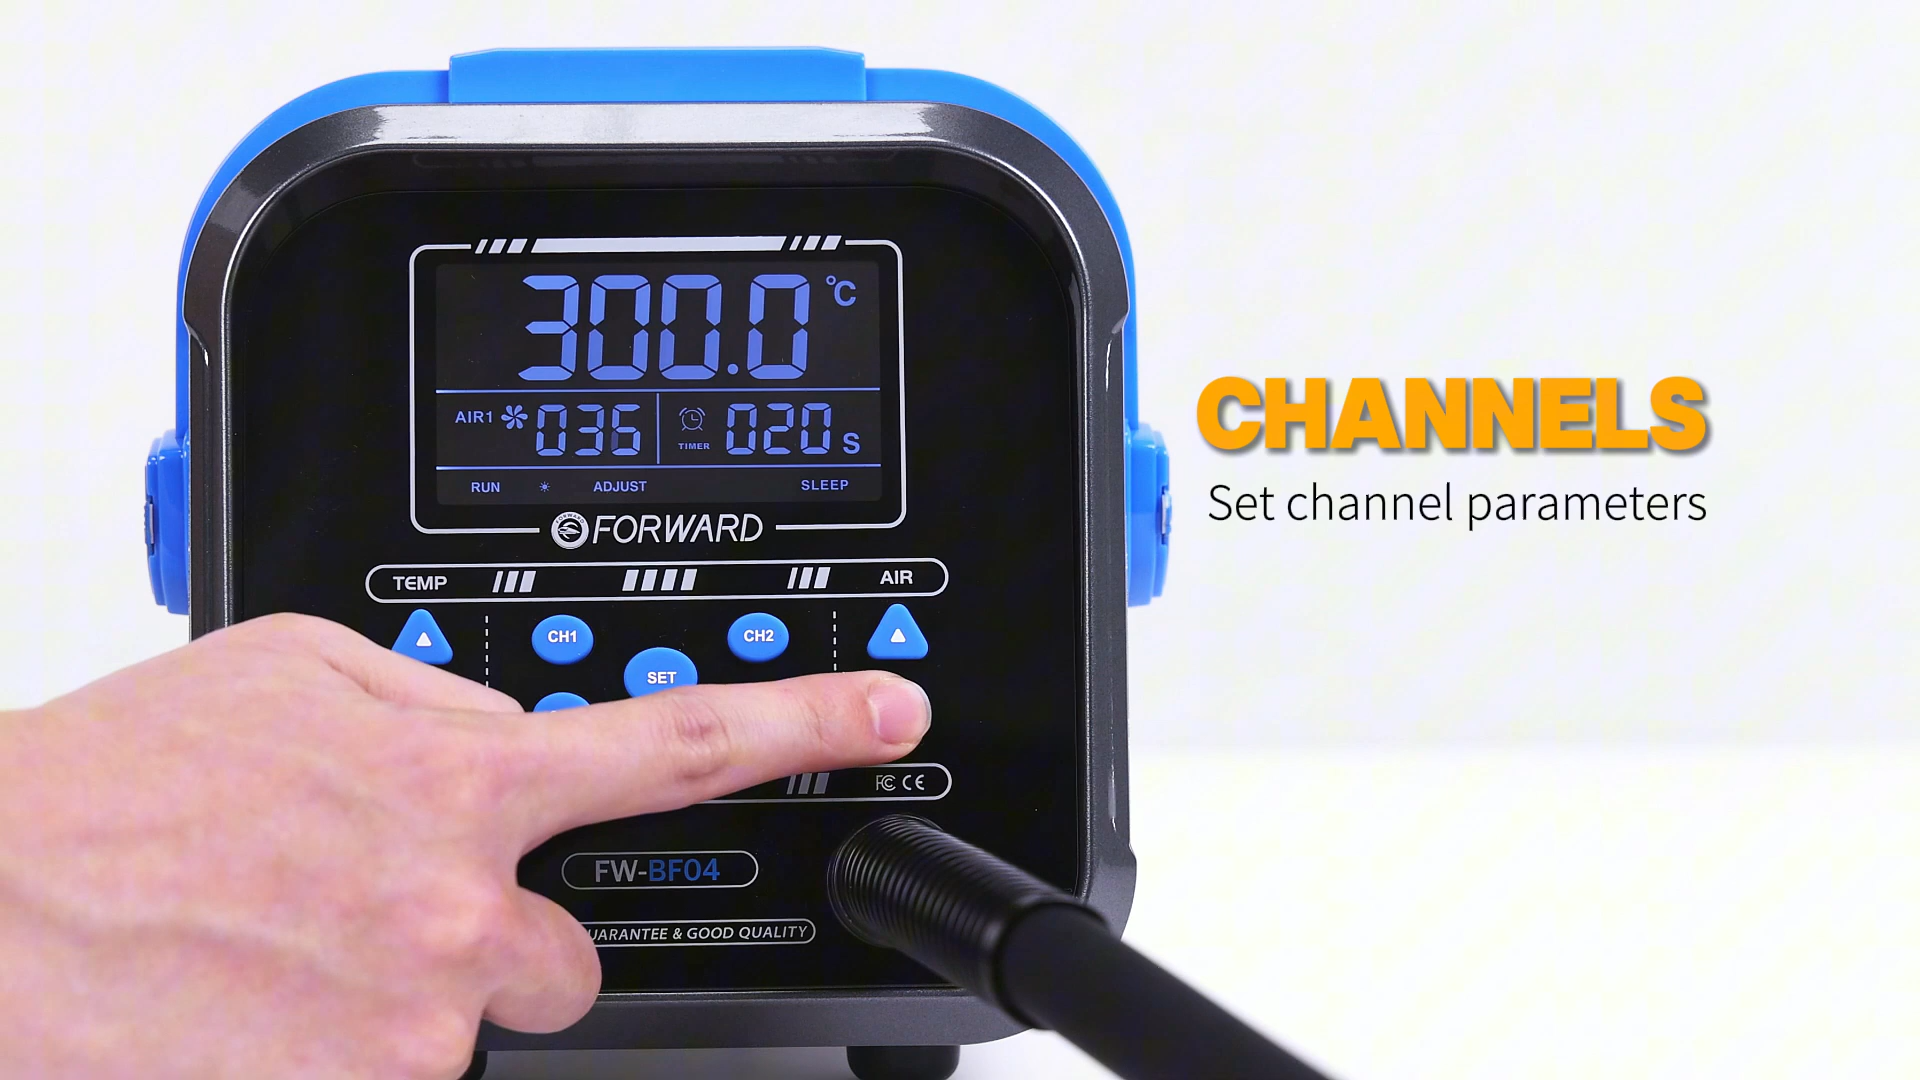 300.0 °C
AIR1 035 TIMER 020 S
RUN ADJUST SLEEP
FORWARD
TEMP AIR
CH1 CH2
SET
FC CE
FW-BF04
UARANTEE & GOOD QUALITY
CHANNELS
Set channel parameters